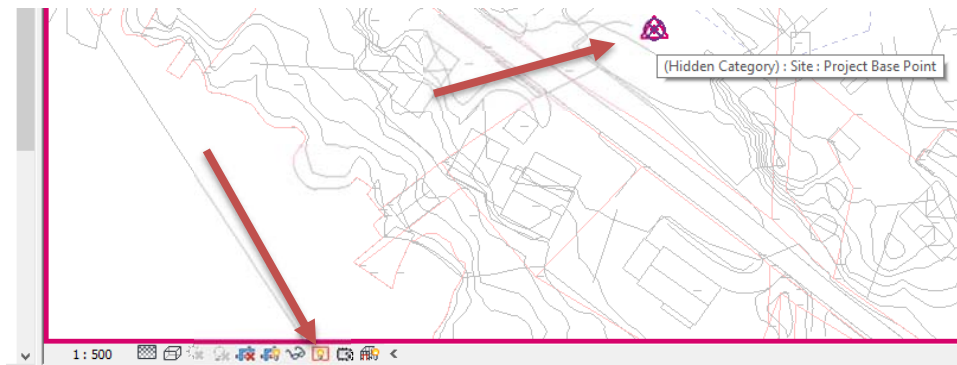 (Hidden Category) : Site : Project Base Point
1 : 500